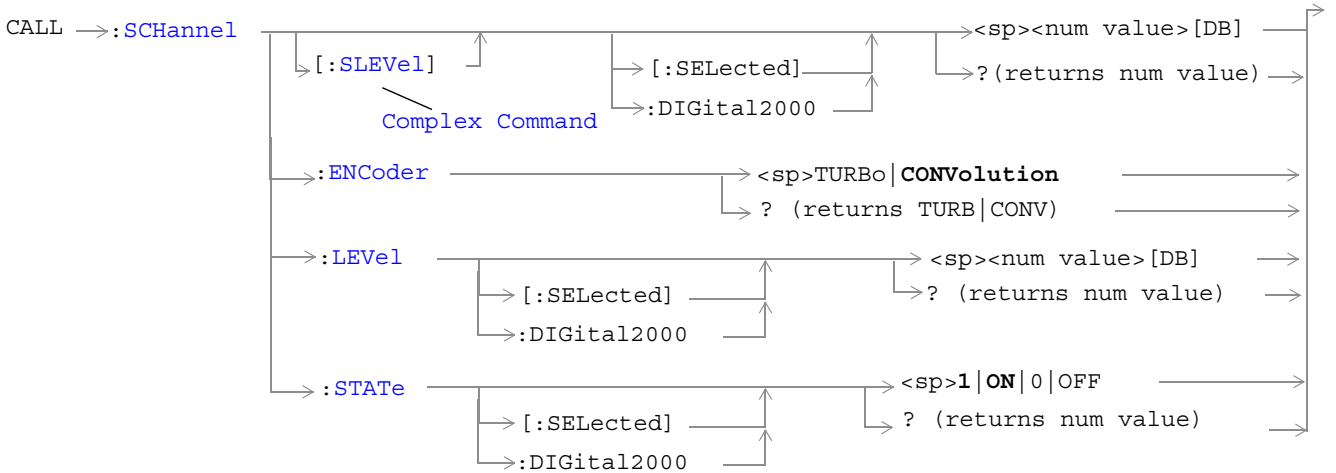 CALL :SCHannel <sp><num value>[DB]
[:SLEVel] [:SELected] ?(returns num value)
:DIGital2000
Complex Command
:ENCoder <sp>TURBo|CONVolution
? (returns TURB|CONV)
:LEVel <sp><num value>[DB]
[:SELected] ? (returns num value)
:DIGital2000
:STATe <sp>1|ON|0|OFF
[:SELected] ? (returns num value)
:DIGital2000